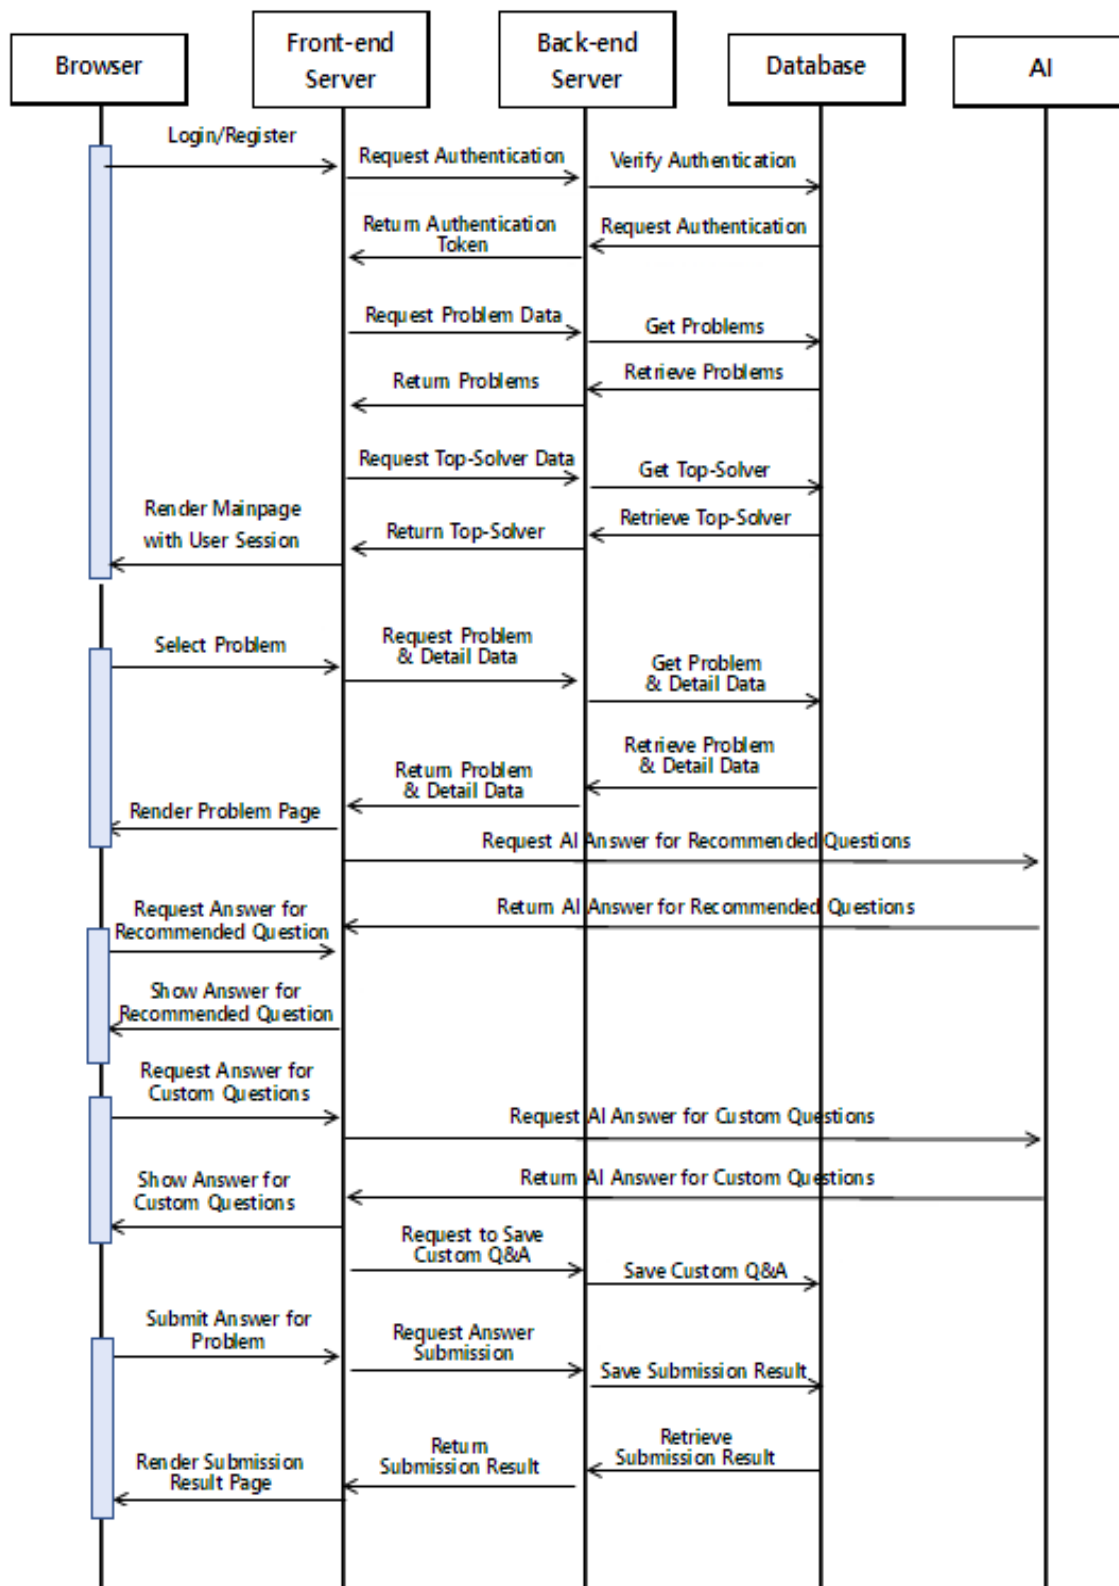 Browser
Front-end
Server
Back-end
Server
Database
AI
Login/Register
Request Authentication
Verify Authentication
Return Authentication
Token
Request Authentication
Request Problem Data
Get Problems
Retrieve Problems
Return Problems
Request Top-Solver Data
Get Top-Solver
Retrieve Top-Solver
Return Top-Solver
Render Mainpage
with User Session
Select Problem
Request Problem
& Detail Data
Get Problem
& Detail Data
Retrieve Problem
& Detail Data
Return Problem
& Detail Data
Render Problem Page
Request AI Answer for Recommended Questions
Return AI Answer for Recommended Questions
Request Answer for
Recommended Question
Show Answer for
Recommended Question
Request Answer for
Custom Questions
Request AI Answer for Custom Questions
Return AI Answer for Custom Questions
Show Answer for
Custom Questions
Request to Save
Custom Q&A
Save Custom Q&A
Submit Answer for
Problem
Request Answer
Submission
Save Submission Result
Retrieve
Submission Result
Return
Submission Result
Render Submission
Result Page